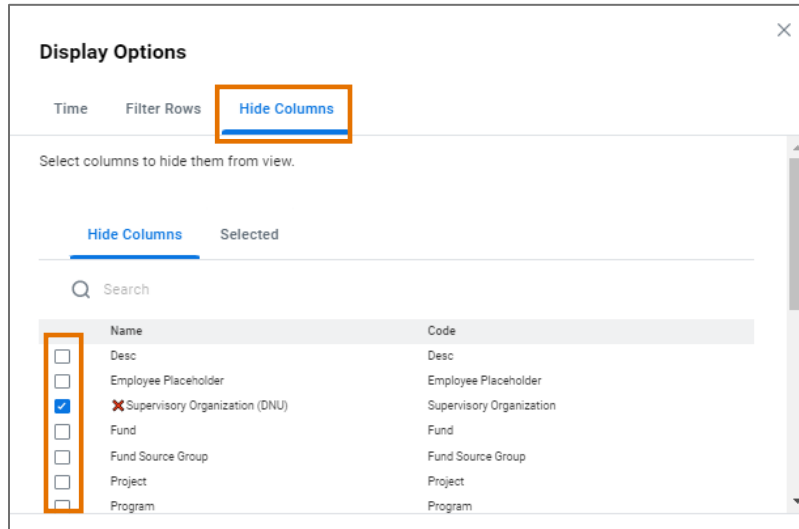 Display Options
Time Filter Rows Hide Columns
Select columns to hide them from view.
Hide Columns Selected
Search
Name Code
Desc Desc
Employee Placeholder Employee Placeholder
Supervisory Organization (DNU) Supervisory Organization
Fund Fund
Fund Source Group Fund Source Group
Project Project
Program Program